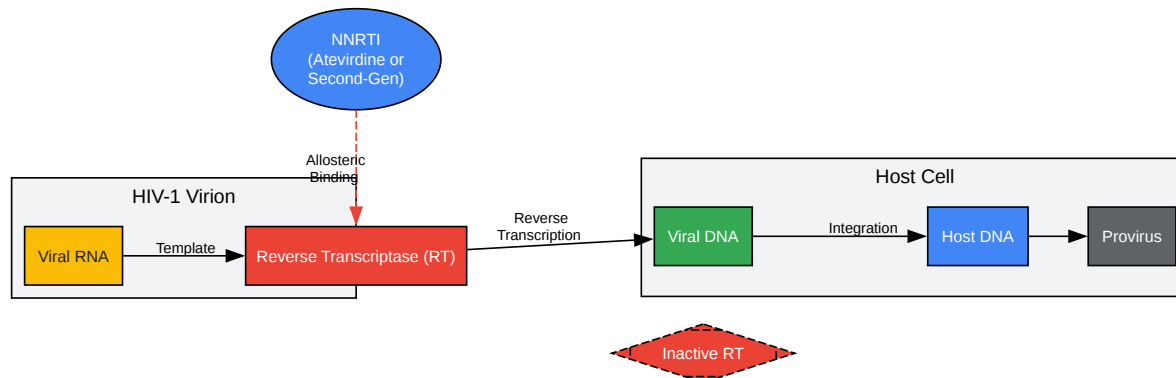 NNRTI
(Atevirdine or
Second-Gen)
Allosteric
Binding
HIV-1 Virion
Host Cell
Viral RNA
Template
Reverse Transcriptase (RT)
Reverse
Transcription
Viral DNA
Integration
Host DNA
Provirus
Inactive RT